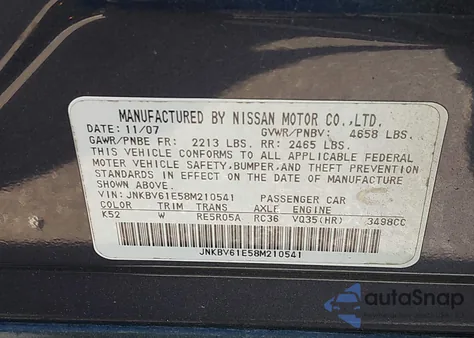 MANUFACTURED BY NISSAN MOTOR CO.,LTD.
DATE: 11/07 GVWR/PNBV: 4658 LBS.
GAWR/PNBE FR: 2213 LBS. RR: 2465 LBS.
THIS VEHICLE CONFORMS TO ALL APPLICABLE FEDERAL
MOTOR VEHICLE SAFETY, BUMPER, AND THEFT PREVENTION
STANDARDS IN EFFECT ON THE DATE OF MANUFACTURE
SHOWN ABOVE.
VIN: JNKBV61E58M210541 PASSENGER CAR
COLOR TRIM TRANS AXLE ENGINE
K52 W RE5R05A RC36 VQ35(HR) 3498CC
JNKBV61E58M210541
autoSnap